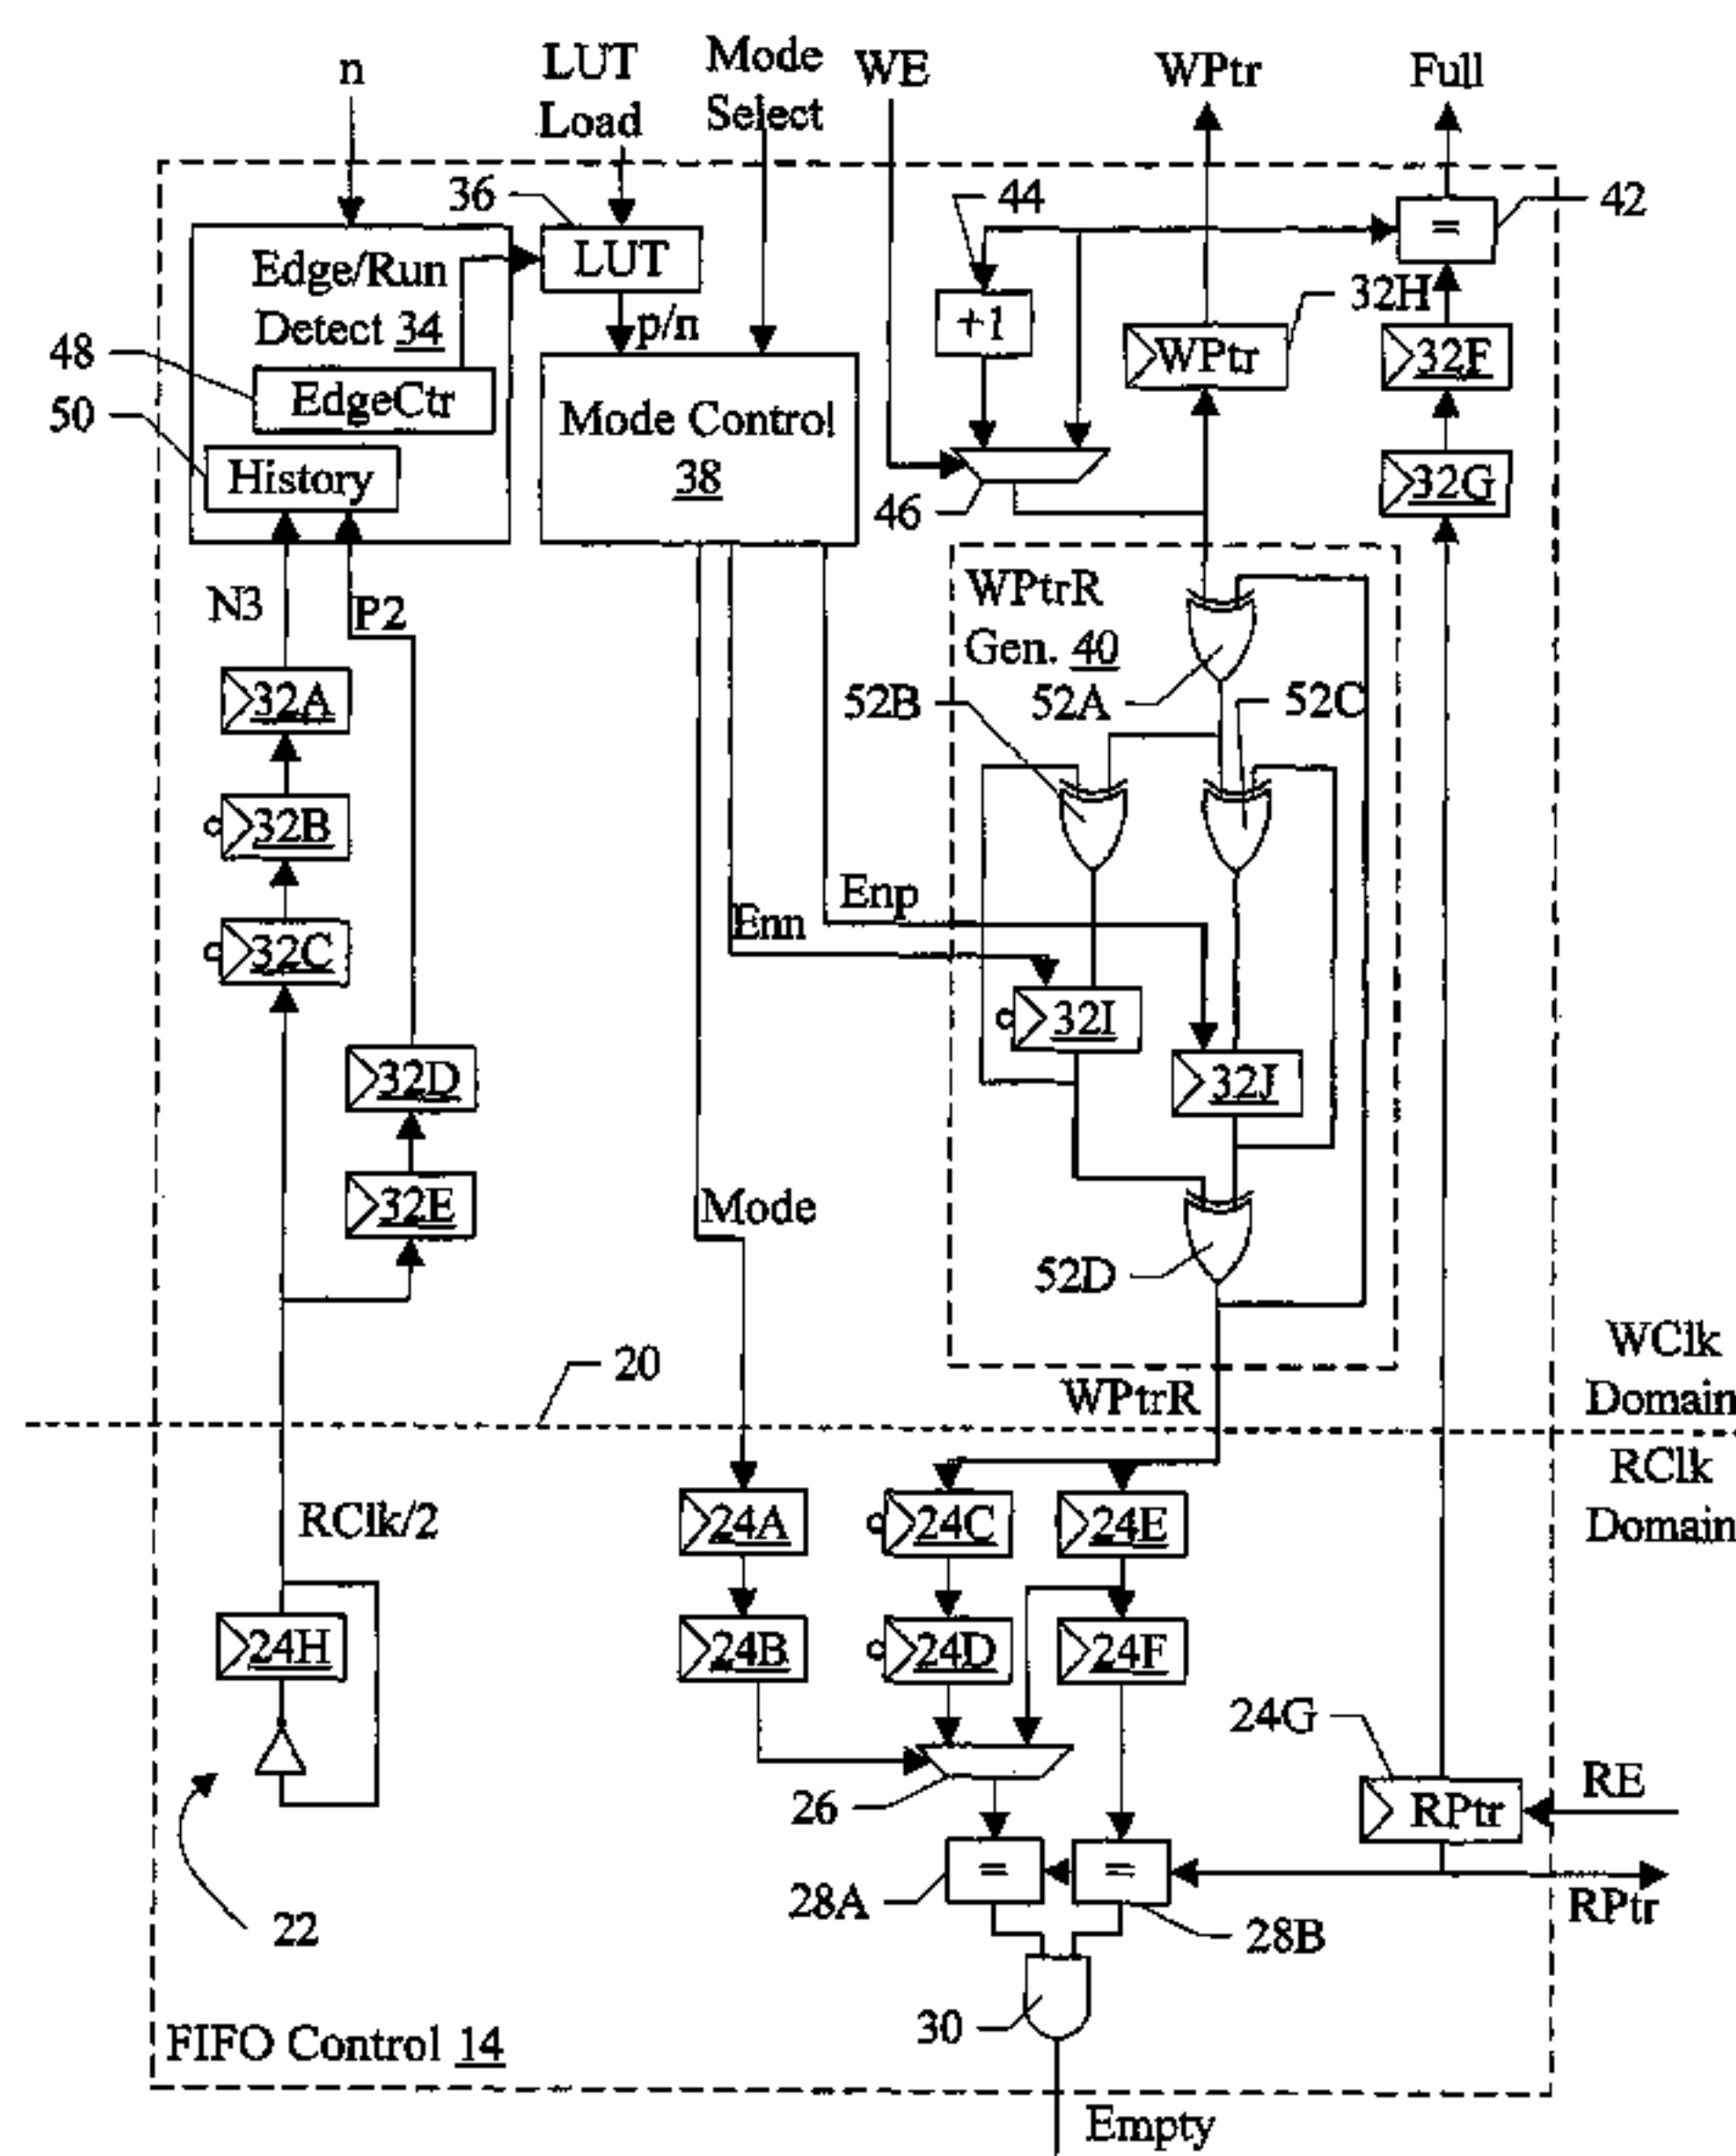 n
LUT
Load
Mode
Select
WE
WPtr
Full
36
44
42
Edge/Run
Detect 34
LUT
p/n
+1
=
32H
WPtr
32F
48
EdgeCtr
50
History
Mode Control
38
46
32G
N3
P2
WPtrR
Gen. 40
52A
52B
52C
32A
32B
32C
Enn
Enp
32I
32J
32D
32E
Mode
52D
20
WPtrR
WClk
Domain
RClk
Domain
RClk/2
24A
24C
24E
24H
24B
24D
24F
24G
26
RPtr
RE
28A
=
=
28B
RPtr
22
30
FIFO Control 14
Empty